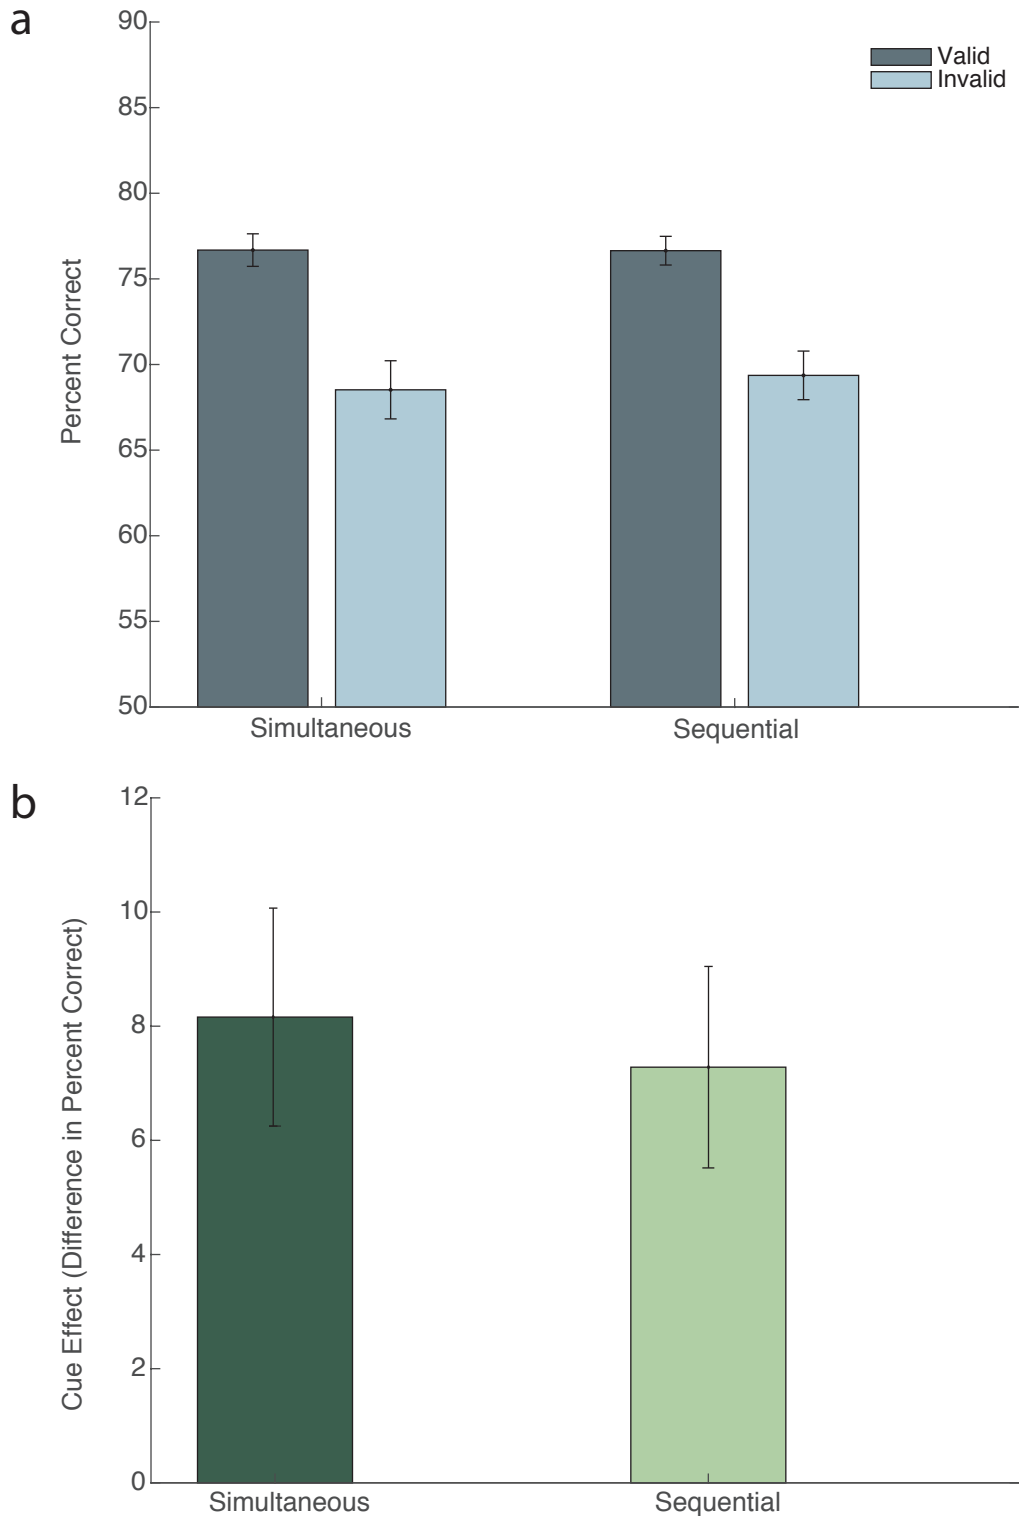 a
90
85
80
75
70
65
60
55
50
Percent Correct
Valid
Invalid
Simultaneous
Sequential
b
12
10
8
6
4
2
0
Cue Effect (Difference in Percent Correct)
Simultaneous
Sequential